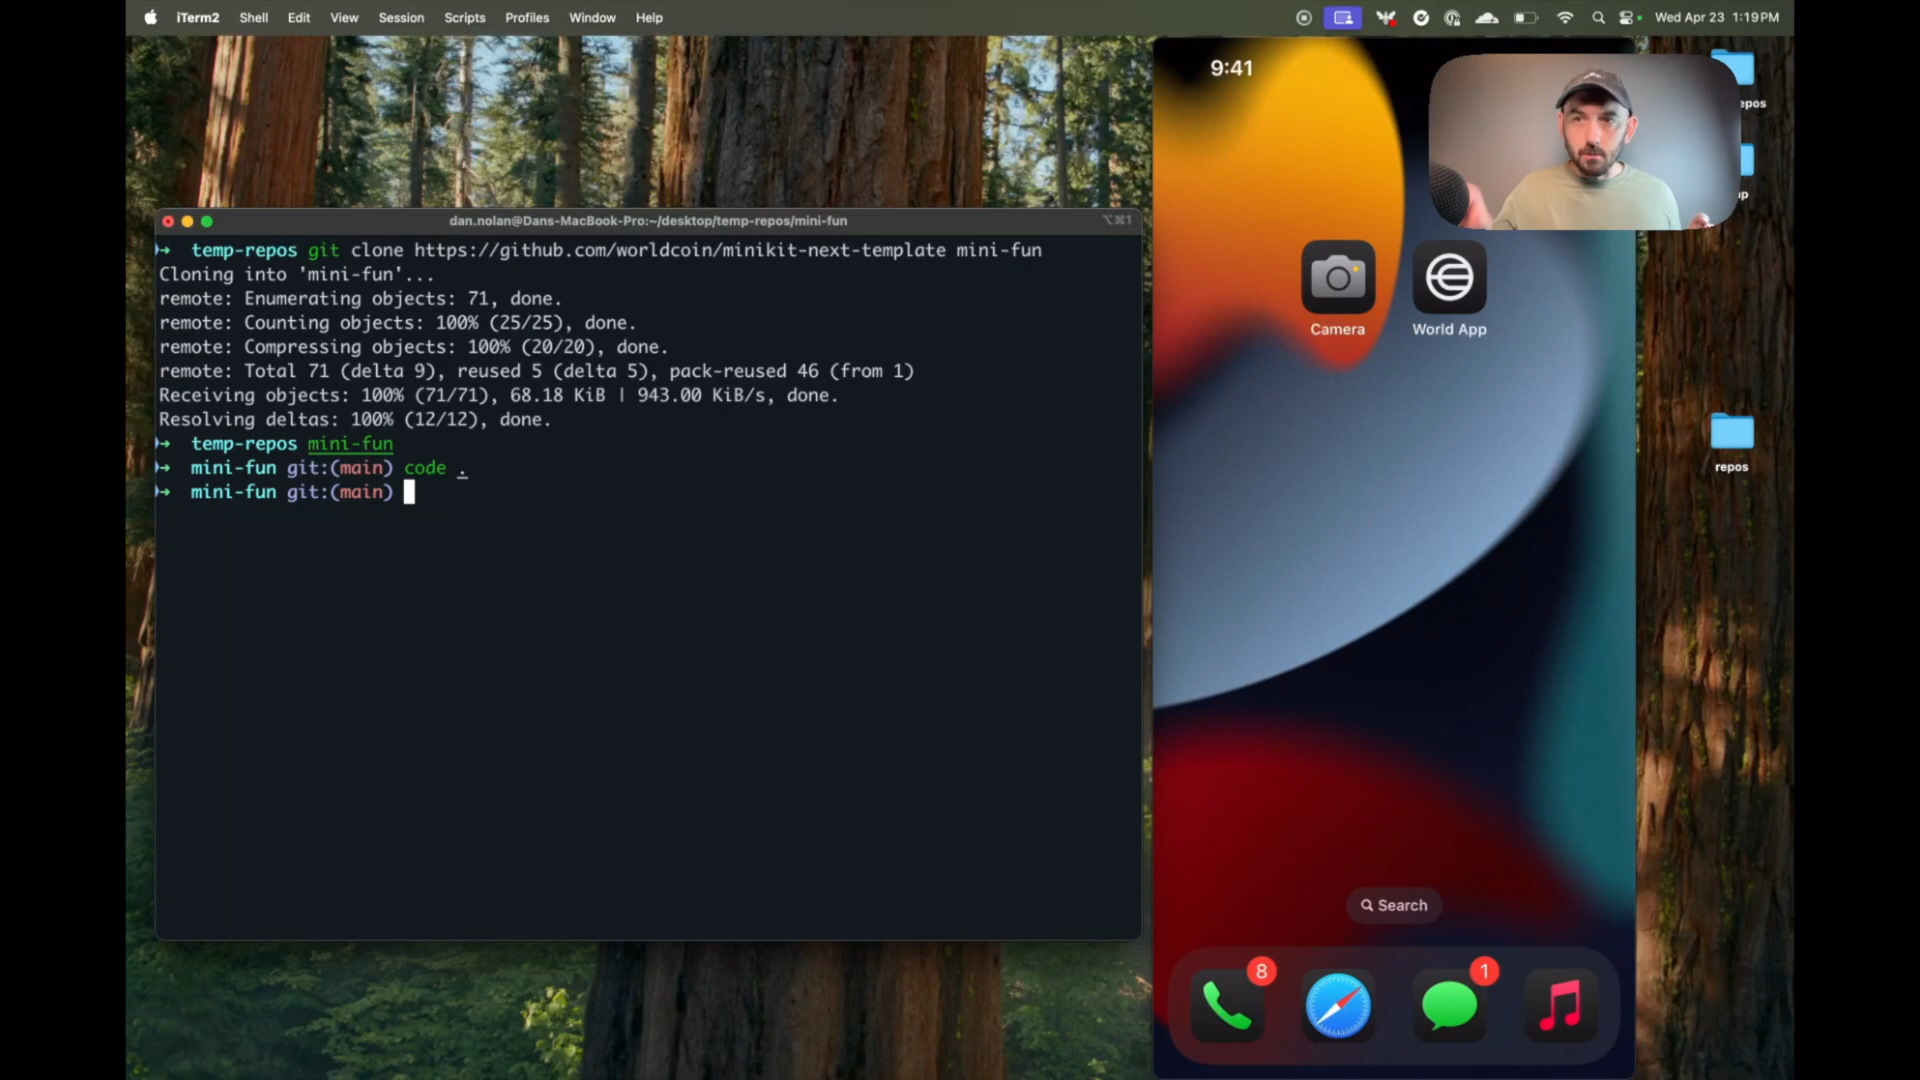 iTerm2 Shell Edit View Session Scripts Profiles Window Help
Wed Apr 23 1:19 PM
dan.nolan@Dans-MacBook-Pro:~/desktop/temp-repos/mini-fun
⌥⌘1
➜ temp-repos git clone https://github.com/worldcoin/minikit-next-template mini-fun
Cloning into 'mini-fun'...
remote: Enumerating objects: 71, done.
remote: Counting objects: 100% (25/25), done.
remote: Compressing objects: 100% (20/20), done.
remote: Total 71 (delta 9), reused 5 (delta 5), pack-reused 46 (from 1)
Receiving objects: 100% (71/71), 68.18 KiB | 943.00 KiB/s, done.
Resolving deltas: 100% (12/12), done.
➜ temp-repos mini-fun
➜ mini-fun git:(main) code .
➜ mini-fun git:(main)
9:41
Camera
World App
Search
8
1
epos
repos